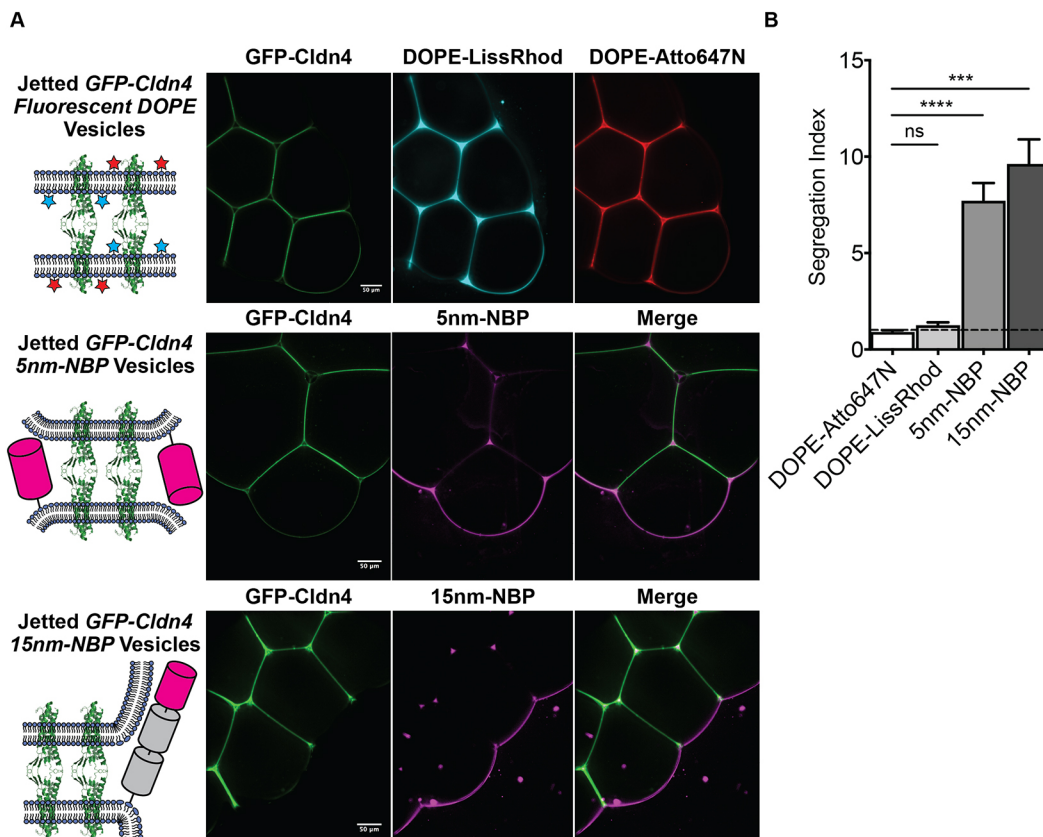 A
B
GFP-Cldn4
DOPE-LissRhod
DOPE-Atto647N
Jetted GFP-Cldn4
Fluorescent DOPE
Vesicles
50 µm
GFP-Cldn4
5nm-NBP
Merge
Jetted GFP-Cldn4
5nm-NBP Vesicles
50 µm
GFP-Cldn4
15nm-NBP
Merge
Jetted GFP-Cldn4
15nm-NBP Vesicles
50 µm
Segregation Index
15
10
5
0
***
****
ns
DOPE-Atto647N
DOPE-LissRhod
5nm-NBP
15nm-NBP